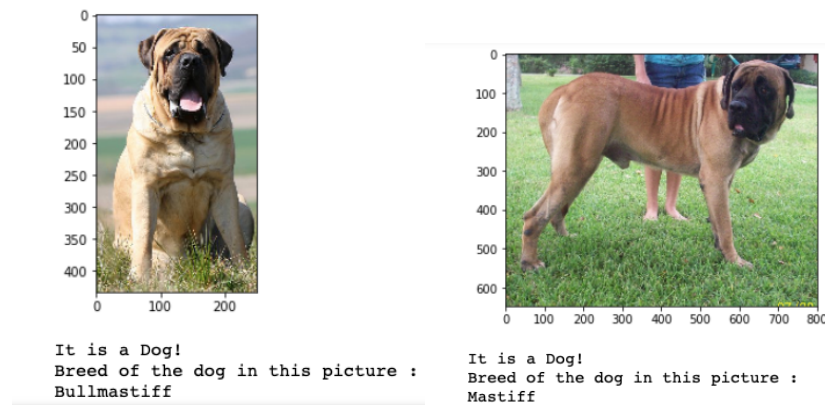 0
50
100
150
200
250
300
350
400
0 100 200
It is a Dog!
Breed of the dog in this picture :
Bullmastiff
0
100
200
300
400
500
600
0 100 200 300 400 500 600 700 800
It is a Dog!
Breed of the dog in this picture :
Mastiff